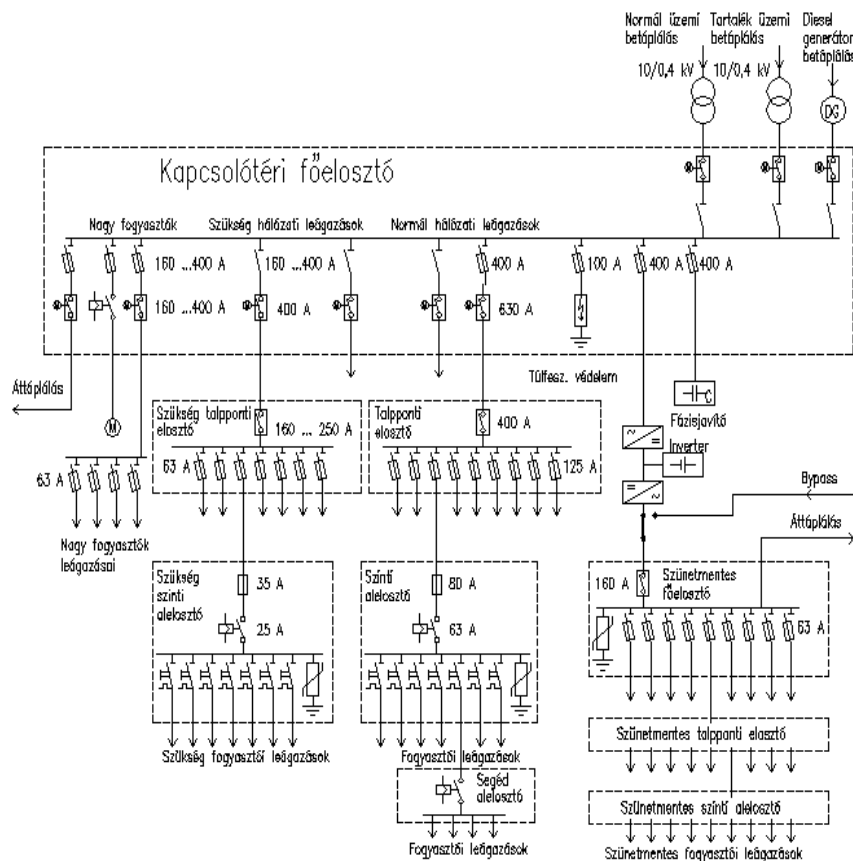 Normál üzemi
betáplálás
Tartalék üzemi
betáplálás
Diesel
generátor
betáplálás
10/0,4 kV
10/0,4 kV
DG
Kapcsolótéri főelosztó
Nagy fogyasztók
Szükség hálózati leágazások
Normál hálózati leágazások
160 ...400 A
160 ...400 A
400 A
100 A
400 A
400 A
160 ...400 A
400 A
630 A
Áttáplálás
M
Túlfesz. védelem
C
Fázisjavító
Inverter
Szükség talpponti
elosztó
160 ... 250 A
63 A
Talpponti
elosztó
400 A
125 A
63 A
Nagy fogyasztók
leágazásai
Bypass
Áttáplálás
Szükség
szinti
alelosztó
35 A
25 A
Szinti
alelosztó
80 A
63 A
160 A
Szünetmentes
főelosztó
63 A
Szükség fogyasztói leágazások
Fogyasztói leágazások
Segéd
alelosztó
Fogyasztói leágazások
Szünetmentes talpponti elosztó
Szünetmentes szinti alelosztó
Szünetmentes fogyasztói leágazások